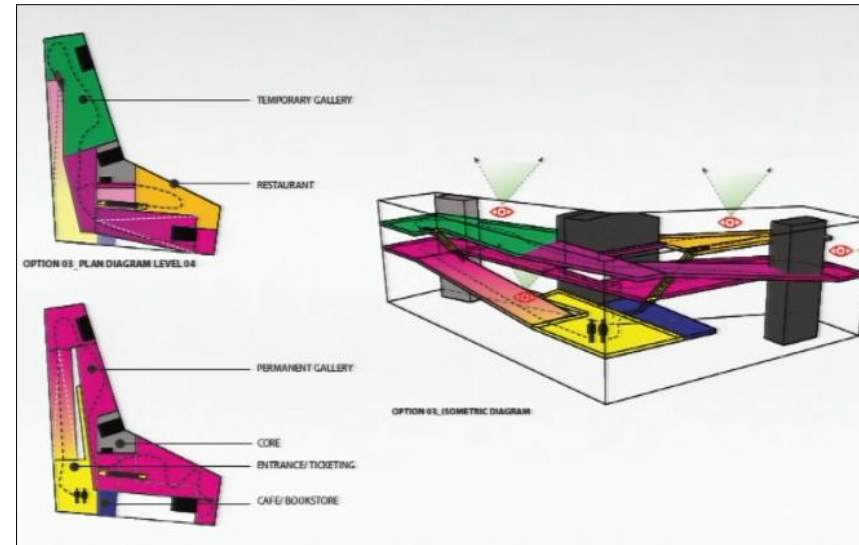 TEMPORARY GALLERY
RESTAURANT
OPTION 03_PLAN DIAGRAM LEVEL 04
PERMANENT GALLERY
CORE
ENTRANCE/ TICKETING
CAFE/ BOOKSTORE
OPTION 03_ISOMETRIC DIAGRAM